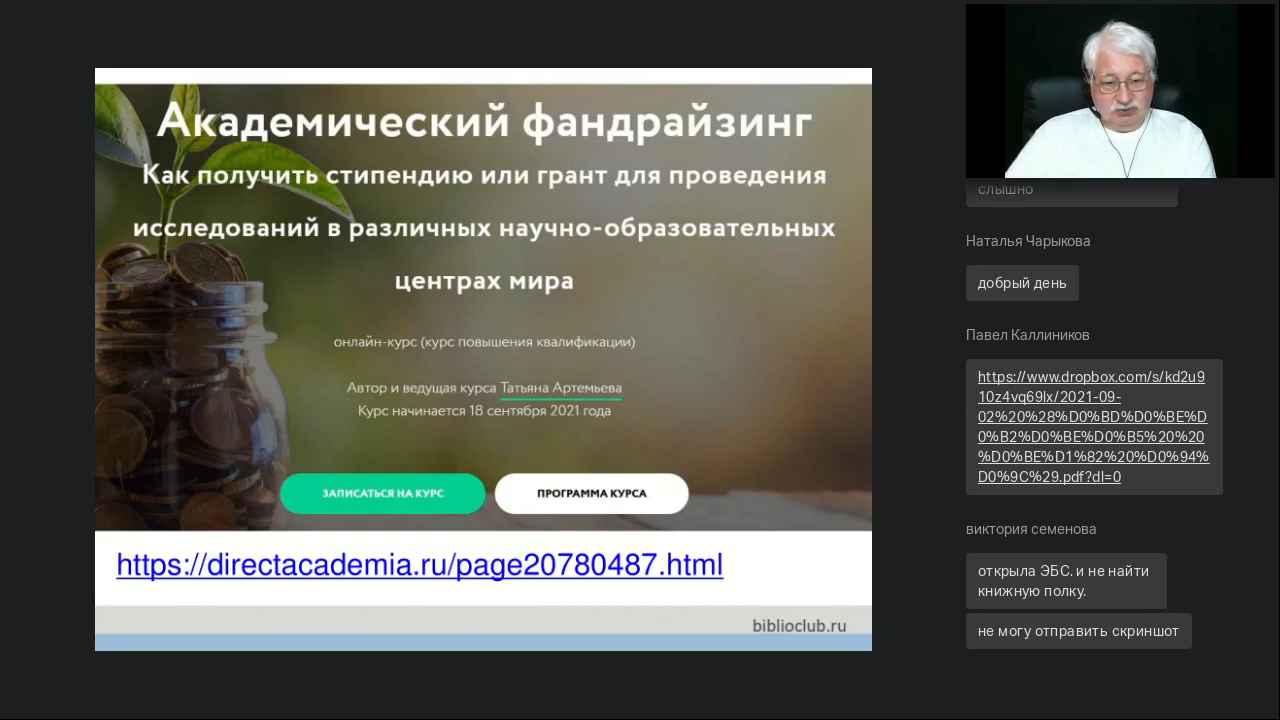 Академический фандрайзинг
Как получить стипендию или грант для проведения
исследований в различных научно-образовательных
центрах мира
онлайн-курс (курс повышения квалификации)
Автор и ведущая курса Татьяна Артемьева
Курс начинается 18 сентября 2021 года
ЗАПИСАТЬСЯ НА КУРС
ПРОГРАММА КУРСА
https://directacademia.ru/page20780487.html
biblioclub.ru
слышно
Наталья Чарыкова
добрый день
Павел Каллиников
https://www.dropbox.com/s/kd2u9
10z4vq69lx/2021-09-
02%20%28%D0%BD%D0%BE%D
0%B2%D0%BE%D0%B5%20%20
%D0%BE%D1%82%20%D0%94%
D0%9C%29.pdf?dl=0
виктория семенова
открыла ЭБС. и не найти
книжную полку.
не могу отправить скриншот